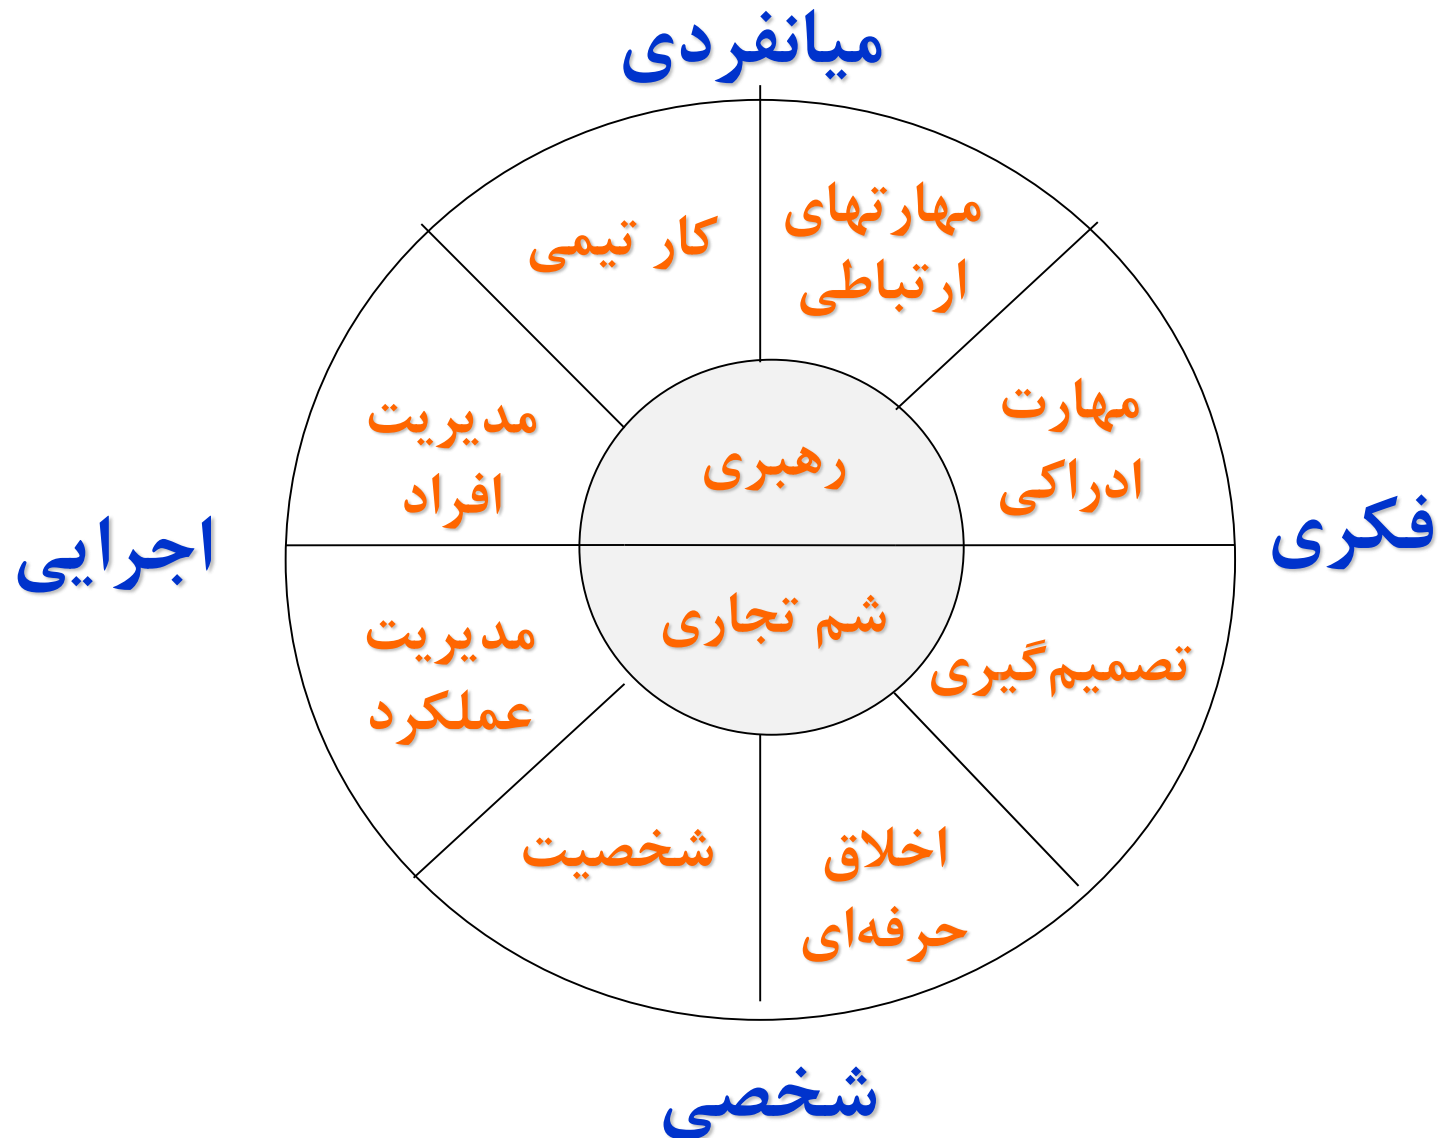 میانفردی
مهارتهای
ارتباطی
کار تیمی
مهارت
ادراکی
مدیریت
افراد
رهبری
فکری
اجرایی
شم تجاری
تصمیم‌گیری
مدیریت
عملکرد
اخلاق
حرفه‌ای
شخصیت
شخصی